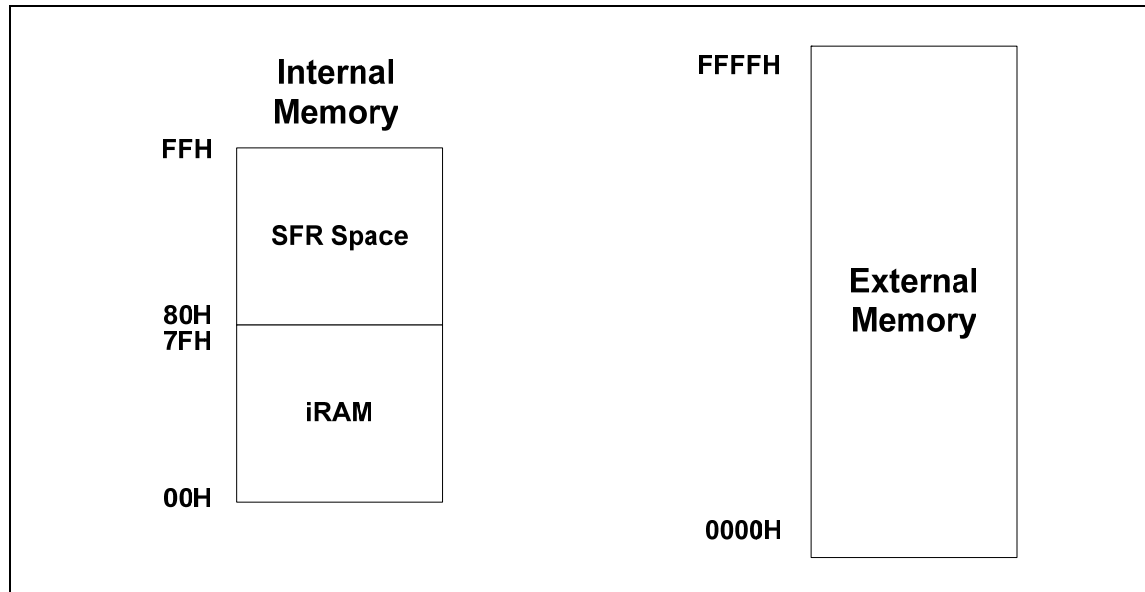 Internal
Memory
FFH
SFR Space
80H
7FH
iRAM
00H
FFFFH
External
Memory
0000H